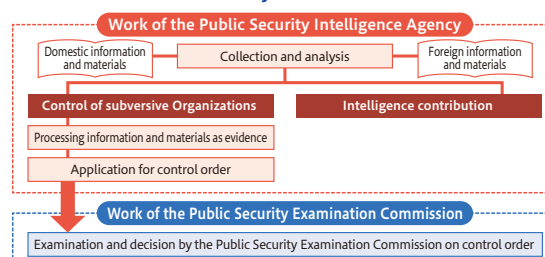 Work of the Public Security Intelligence Agency
Domestic information
and materials
Collection and analysis
Foreign information
and materials
Control of subversive Organizations
Intelligence contribution
Processing information and materials as evidence
Application for control order
Work of the Public Security Examination Commission
Examination and decision by the Public Security Examination Commission on control order